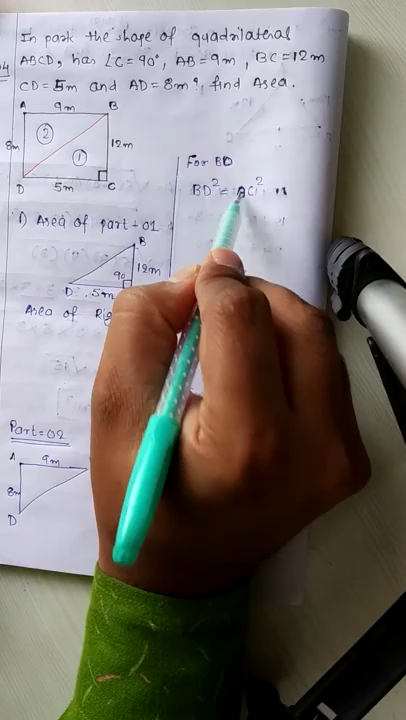 In park the shape of quadrilateral
ABCD, has ∠C = 90°, AB = 9m, BC = 12m
CD = 5m and AD = 8m?, find Area.
A 9m B
8m ② ① 12m
D 5m C
1) Area of part - 01
B
12m
90
D 5m
Area of
Part = 02
A 9m
8m
D
For BD
BD² =